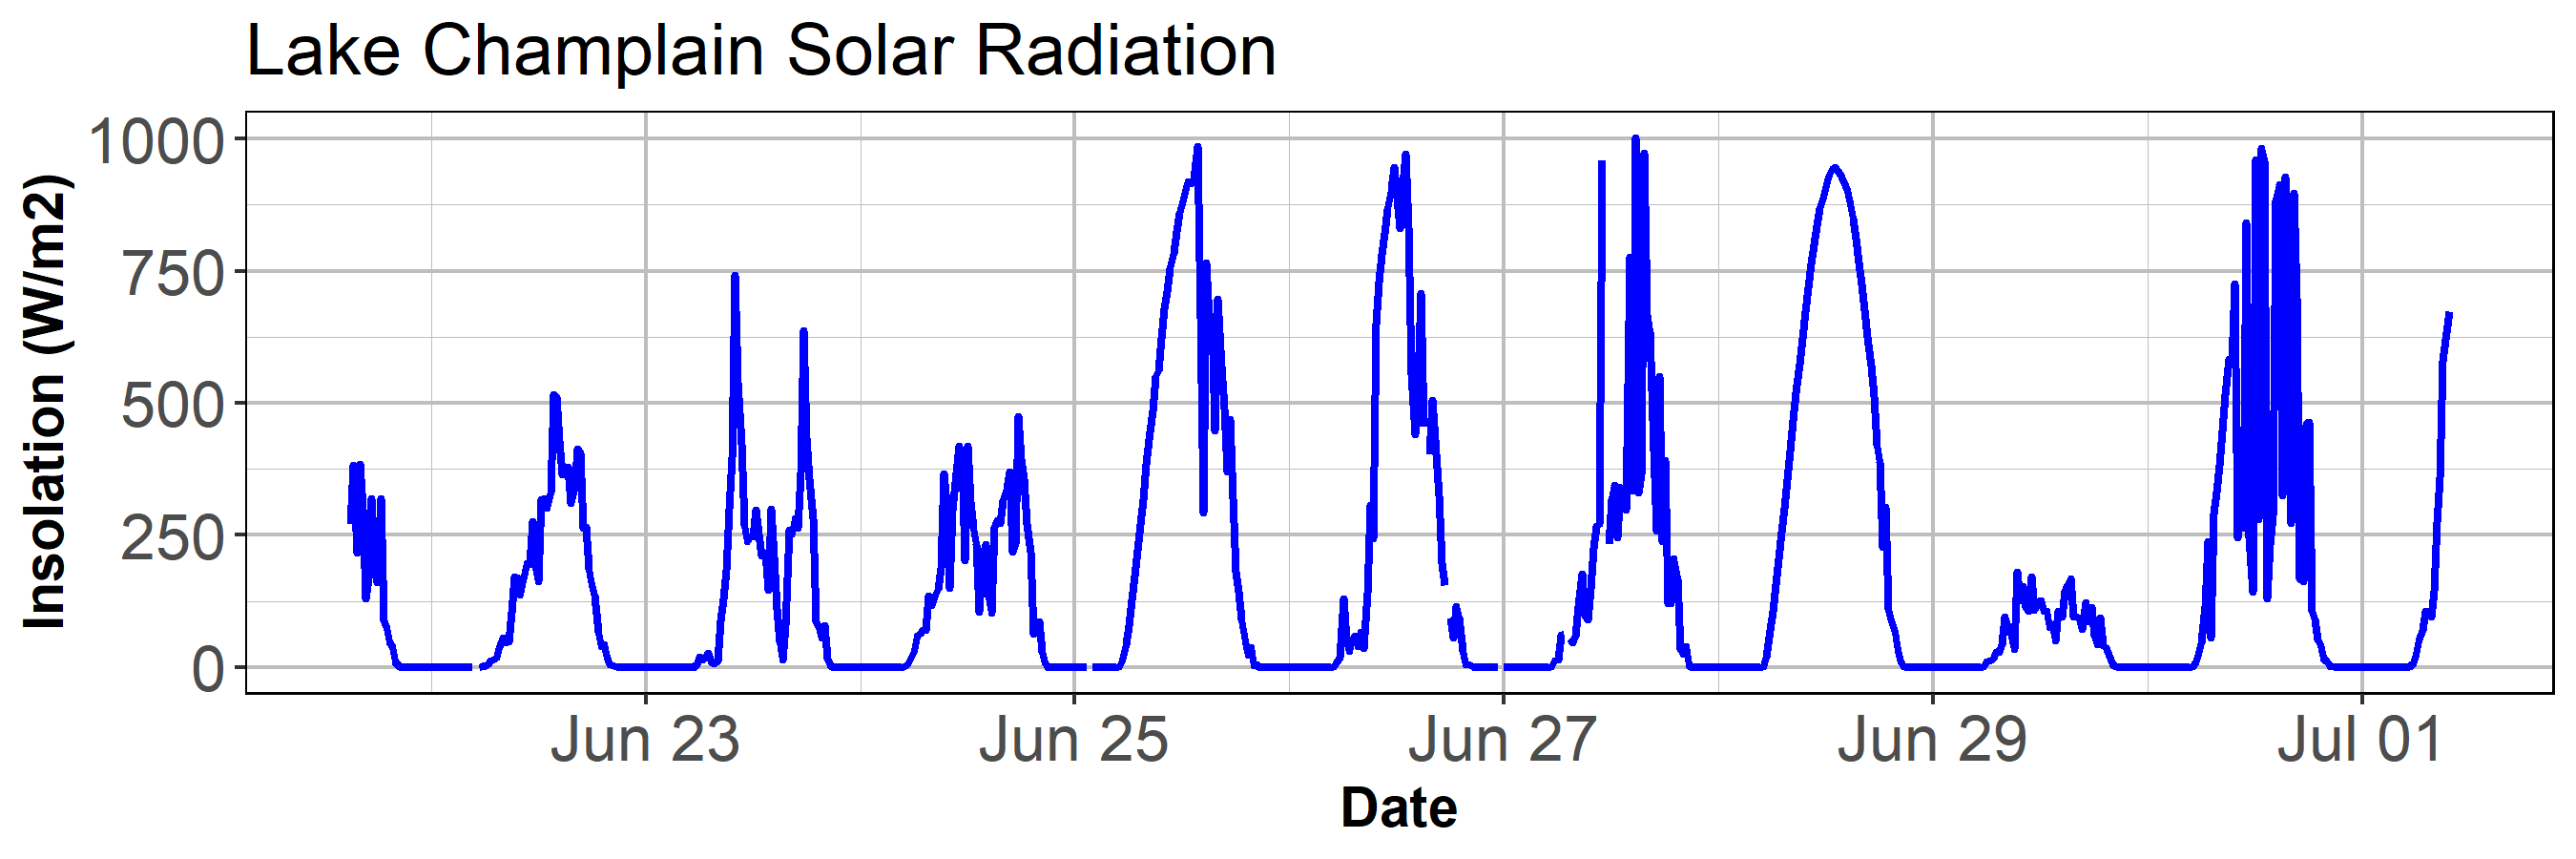 Lake Champlain Solar Radiation
Insolation (W/m2)
1000
750
500
250
0
Jun 23 Jun 25 Jun 27 Jun 29 Jul 01
Date